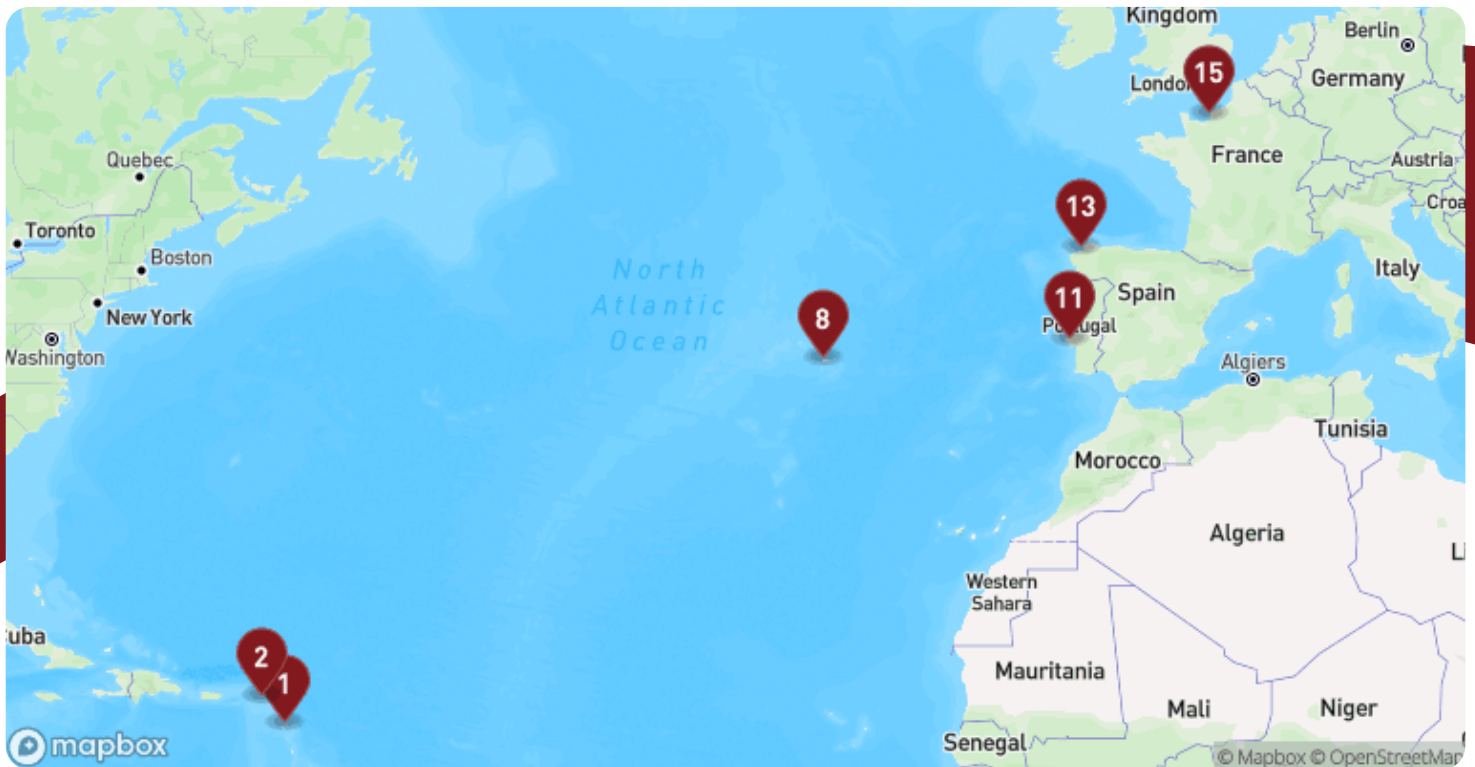 Kingdom
Berlin
Germany
London
15
France
Austria
Croa
Quebec
13
Toronto
Boston
North
Atlantic
Ocean
Italy
11
Spain
8
New York
Portugal
Washington
Algiers
Tunisia
Morocco
Algeria
Li
Western
Sahara
uba
2
1
Mauritania
Mali
Niger
Senegal
mapbox
© Mapbox © OpenStreetMap